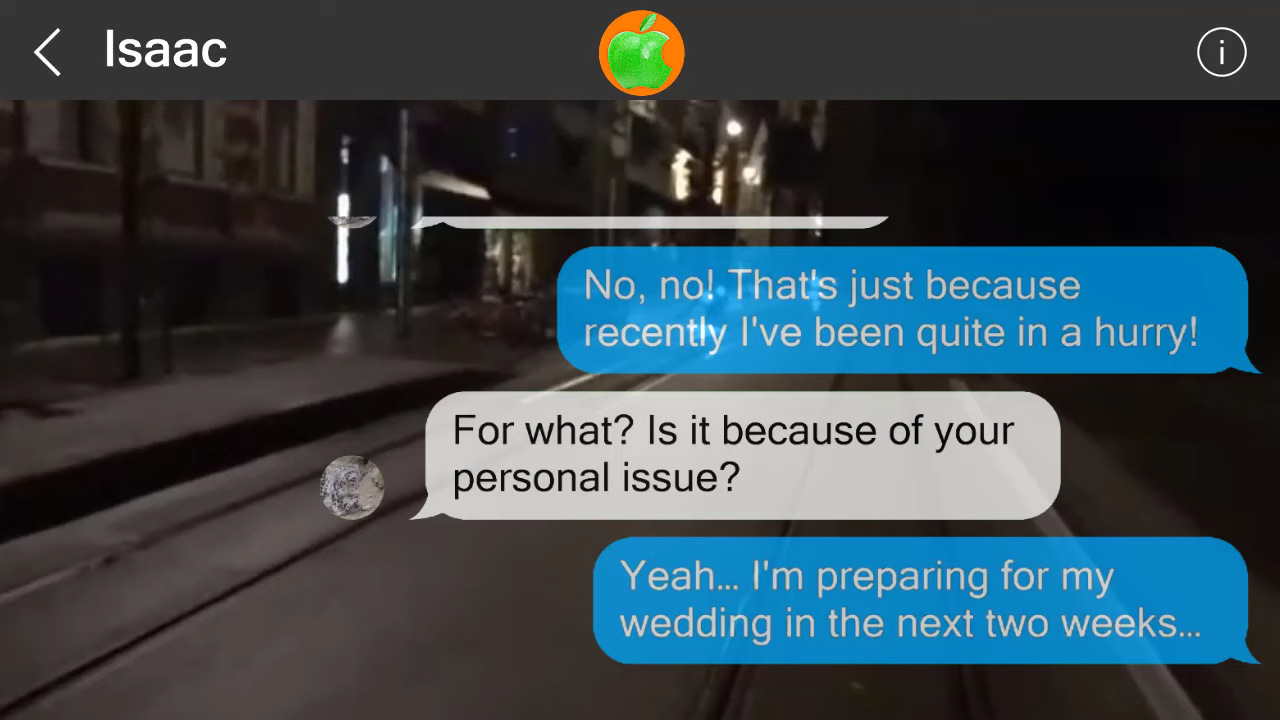 Isaac
i
No, no! That's just because
recently I've been quite in a hurry!
For what? Is it because of your
personal issue?
Yeah... I'm preparing for my
wedding in the next two weeks...